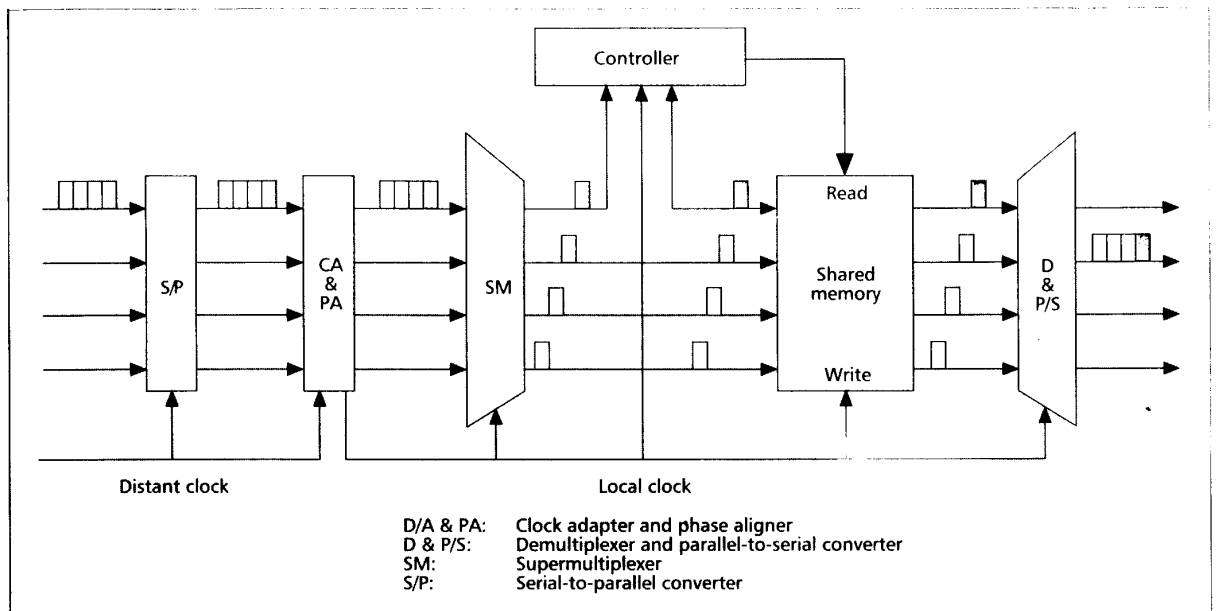 Controller
S/P
CA
&
PA
SM
Read
Shared
memory
Write
D
&
P/S
Distant clock
Local clock
D/A & PA: Clock adapter and phase aligner
D & P/S: Demultiplexer and parallel-to-serial converter
SM: Supermultiplexer
S/P: Serial-to-parallel converter